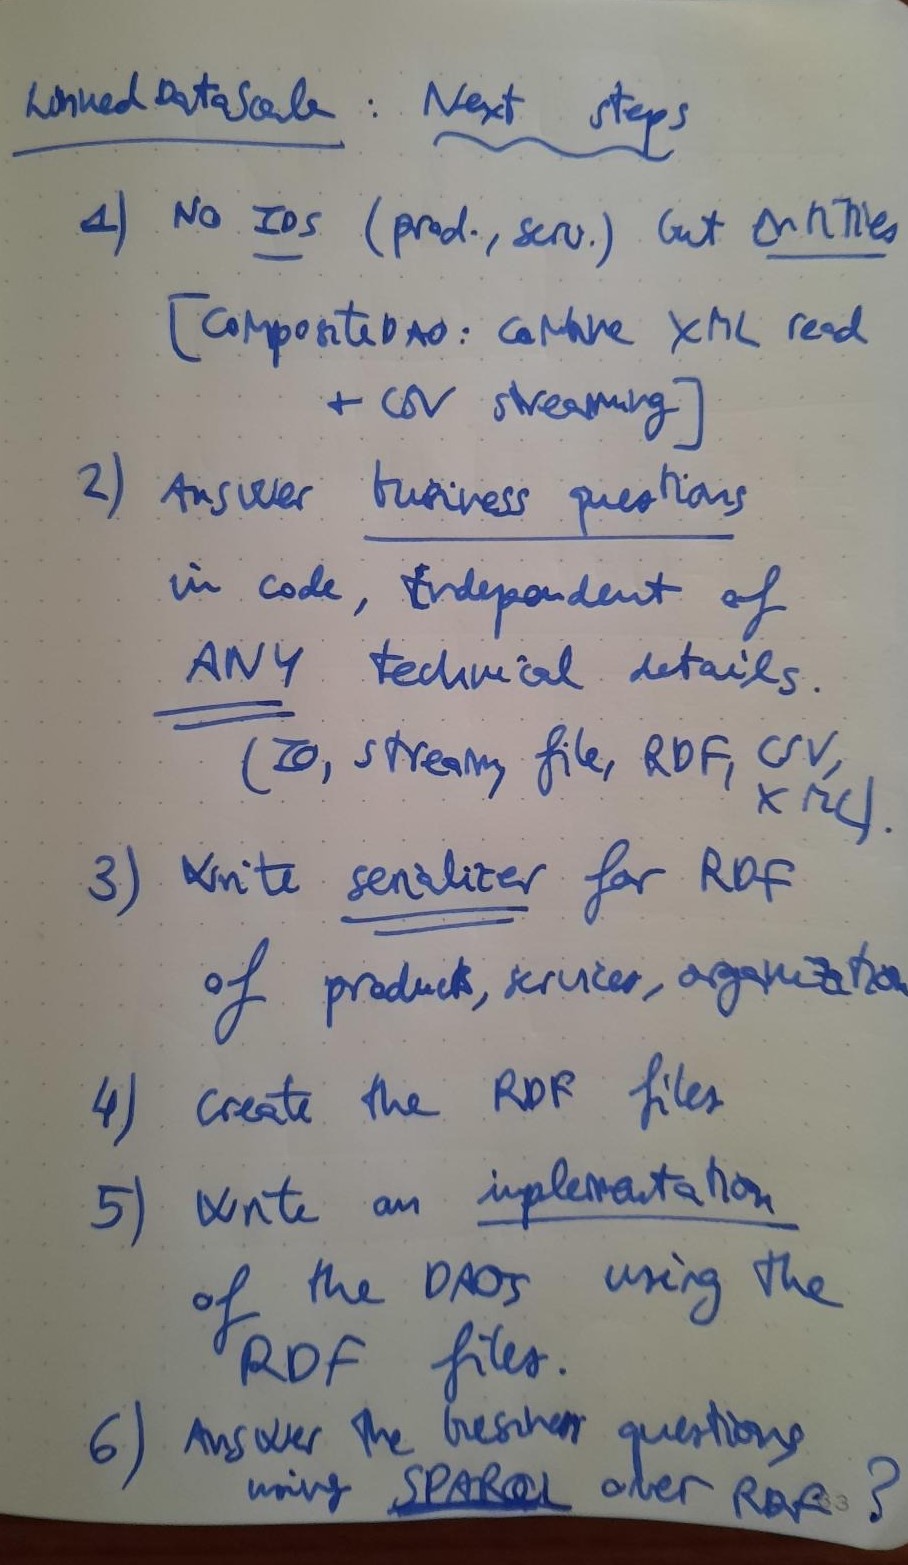 LinkedDataScale : Next steps
1) No IDs (prod., serv.) but entities
[CompositeDAO: combine XML read
+ CSV streaming]
2) Answer business questions
in code, independent of
ANY technical details.
(IO, stream, file, RDF, CSV,
XML).
3) Write serializer for RDF
of products, services, organization
4) Create the RDF files
5) Write an implementation
of the DAOs using the
RDF files.
6) Answer the business questions
using SPARQL over RDF ?